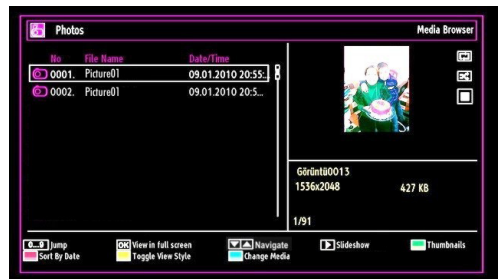 Photos
Media Browser
No File Name Date/Time
0001. Picture01 09.01.2010 20:55:..
0002. Picture01 09.01.2010 20:5...
Görüntü0013
1536x2048 427 KB
1/91
0...9 Jump OK View in full screen Navigate Slideshow Thumbnails
Sort By Date Toggle View Style Change Media